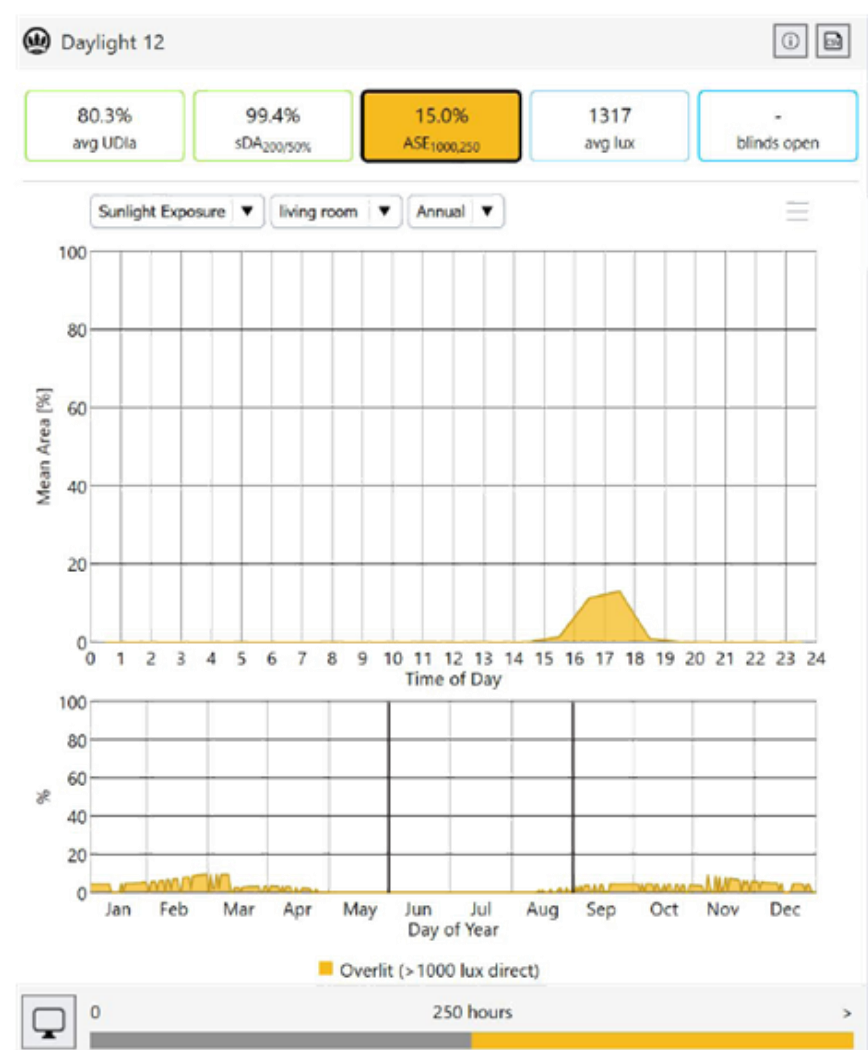 Daylight 12
80.3% 99.4% 15.0% 1317 -
avg UDIa sDA200/50% ASE1000,250 avg lux blinds open
Sunlight Exposure ▼ living room ▼ Annual ▼
100
80
60
40
20
0
Mean Area [%]
0 1 2 3 4 5 6 7 8 9 10 11 12 13 14 15 16 17 18 19 20 21 22 23 24
Time of Day
100
80
60
40
20
0
%
Jan Feb Mar Apr May Jun Jul Aug Sep Oct Nov Dec
Day of Year
Overlit (>1000 lux direct)
0 250 hours >